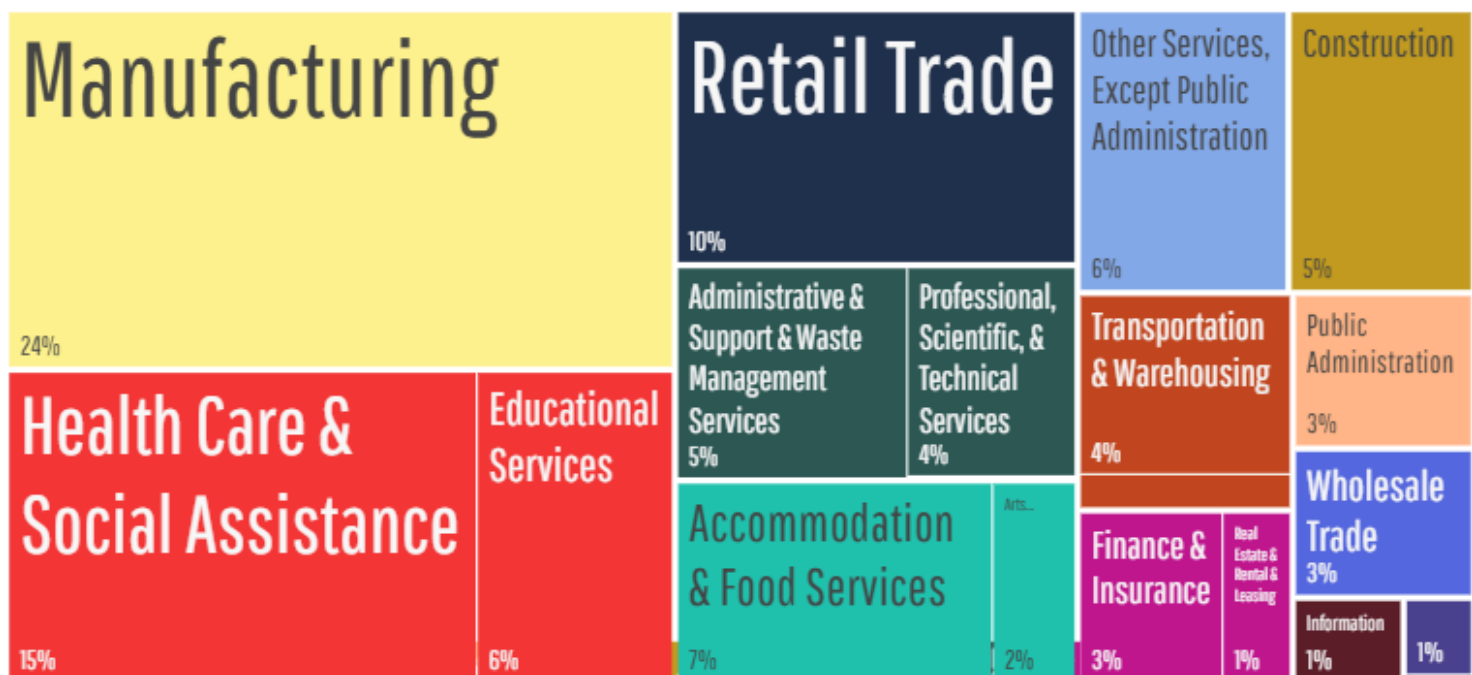 Manufacturing
24%
Health Care &
Social Assistance
15%
Educational
Services
6%
Retail Trade
10%
Administrative &
Support & Waste
Management
Services
5%
Professional,
Scientific, &
Technical
Services
4%
Accommodation
& Food Services
7%
Arts...
2%
Other Services,
Except Public
Administration
6%
Construction
5%
Transportation
& Warehousing
4%
Public
Administration
3%
Wholesale
Trade
3%
Finance &
Insurance
3%
Real
Estate &
Rental &
Leasing
1%
Information
1%
1%